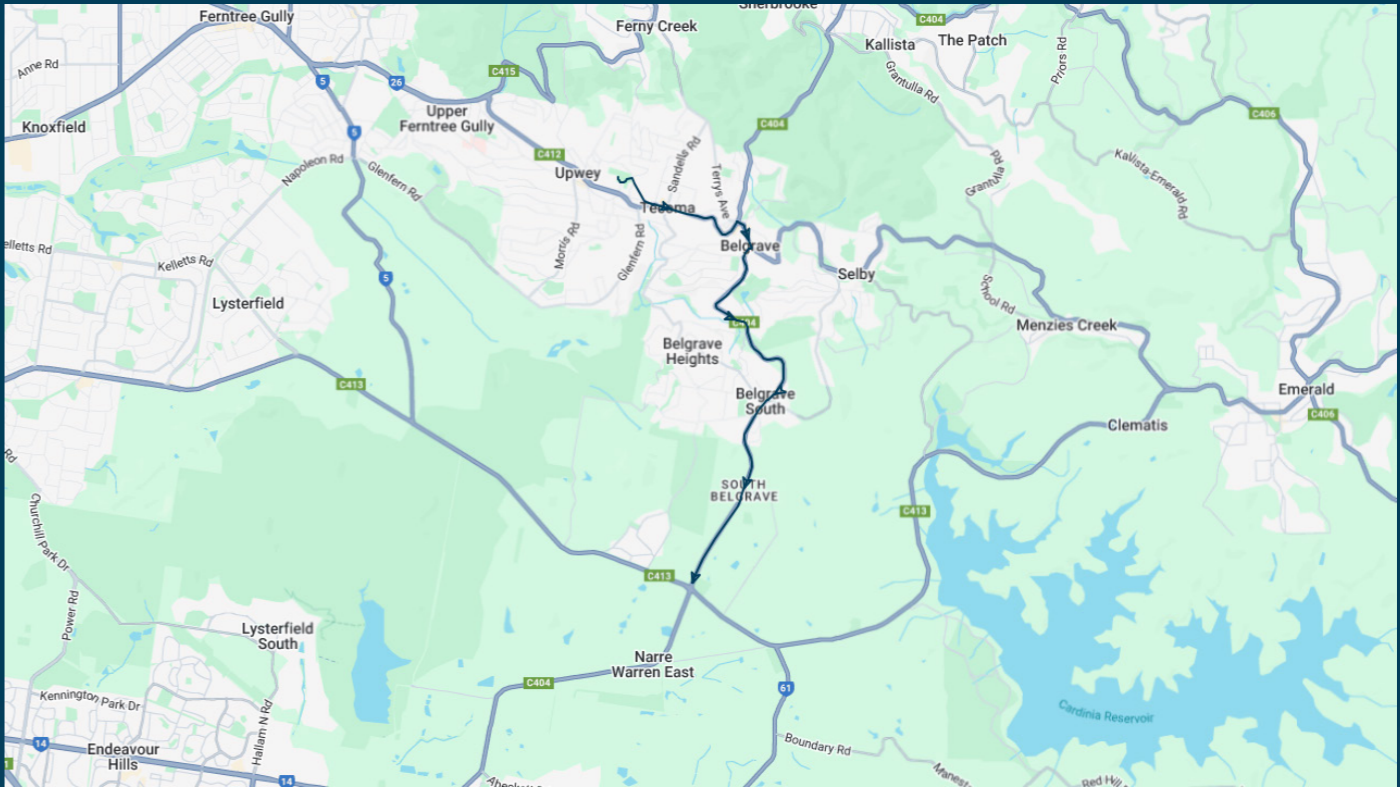 Sherbrooke
Ferntree Gully
Ferny Creek
C404
Kallista
The Patch
Priors Rd
Anne Rd
C415
5
26
Grantulla Rd
Upper
Ferntree Gully
C406
Knoxfield
5
C404
Sandells Rd
C412
Napoleon Rd
Glenfern Rd
Upwey
Terrys Ave
Kallista-Emerald Rd
Grantulla Rd
Tecoma
Belgrave
Kelletts Rd
Morris Rd
Glenfern Rd
Kelletts Rd
Selby
5
School Rd
Lysterfield
C404
Menzies Creek
Belgrave
Heights
C413
Belgrave
South
Emerald
C406
Clematis
Rd
SOUTH
BELGRAVE
Churchill Park Dr
C413
C413
Power Rd
Lysterfield
South
Narre
Warren East
C404
61
Kennington Park Dr
Cardinia Reservoir
Hallam N Rd
14
Endeavour
Hills
Boundary Rd
1
14
Red Hill